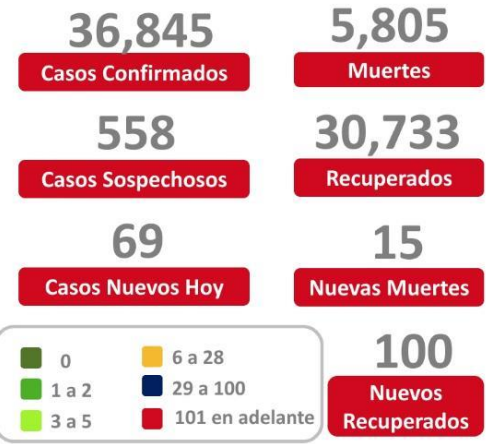 36,845
Casos Confirmados
5,805
Muertes
558
Casos Sospechosos
30,733
Recuperados
69
Casos Nuevos Hoy
15
Nuevas Muertes
0
1 a 2
3 a 5
6 a 28
29 a 100
101 en adelante
100
Nuevos
Recuperados